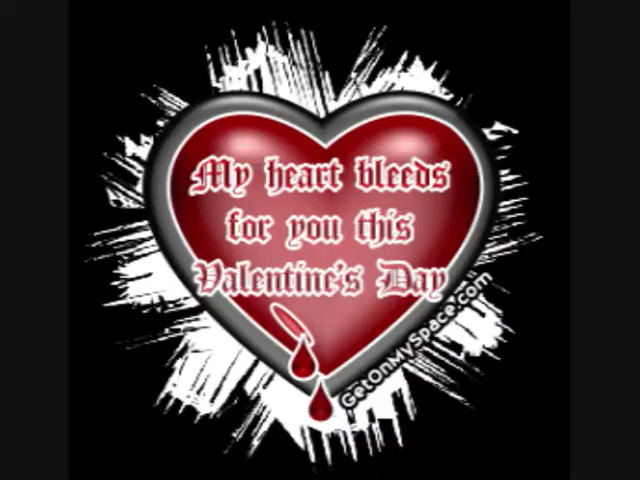 My heart bleeds
for you this
Valentine's Day
GetOnMySpace.com